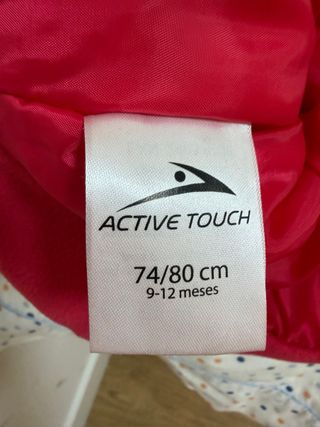 ACTIVE TOUCH
74/80 cm
9-12 meses